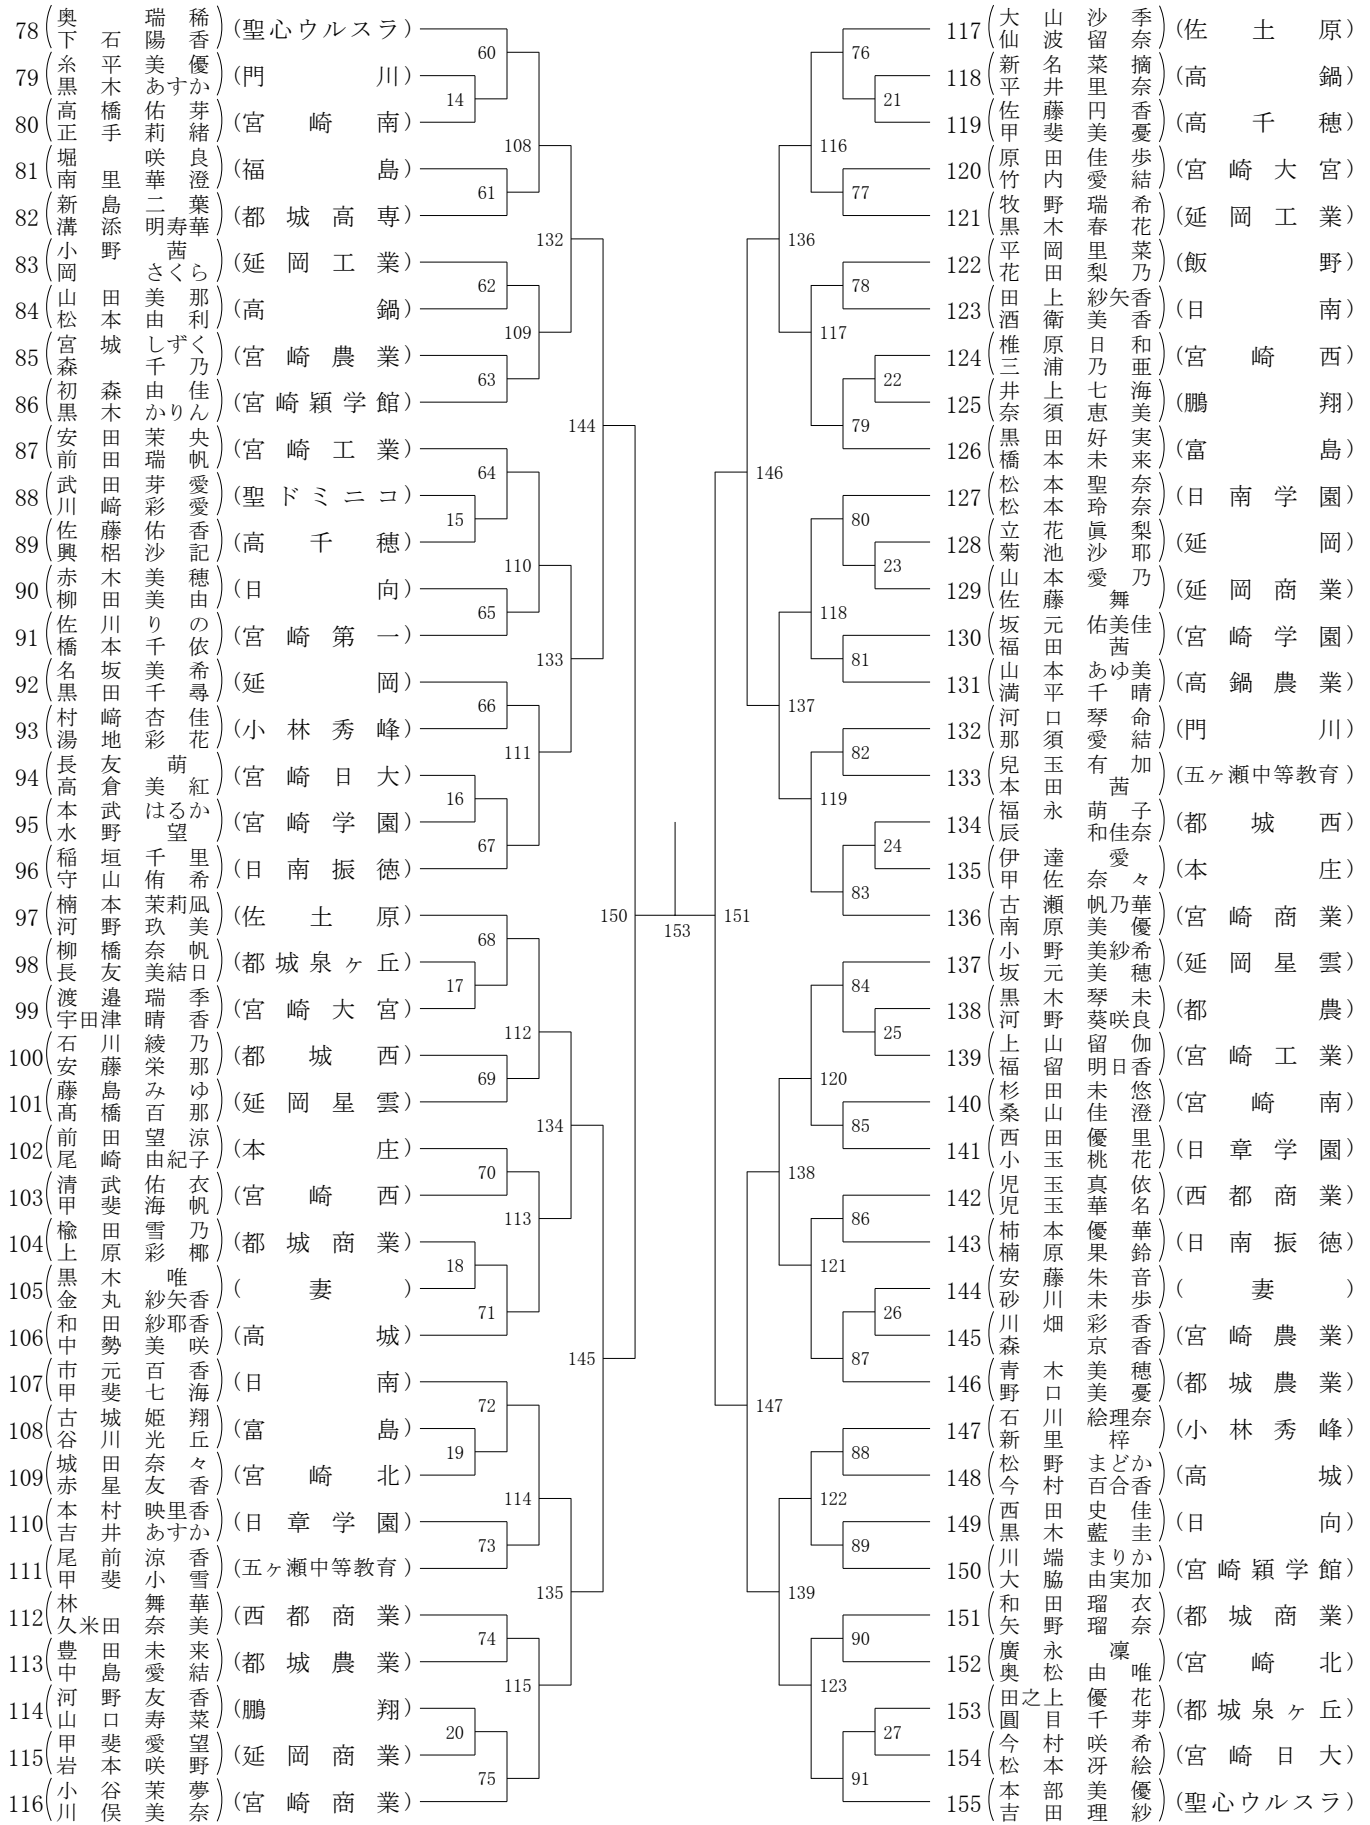 78 奥 瑞稀 下石 陽香 (聖心ウルスラ)
79 糸平 美優 黒木 あすか (門川)
80 高橋 佑芽 正手 莉緒 (宮崎南)
81 堀 咲良 南里 華澄 (福島)
82 新島 二葉 溝添 明寿華 (都城高専)
83 小野 茜 岡 さくら (延岡工業)
84 山田 美那 松本 由利 (高鍋)
85 宮城 しずく 森 千乃 (宮崎農業)
86 初森 由佳 黒木 かりん (宮崎穎学館)
87 安田 茉央 前田 瑞帆 (宮崎工業)
88 武田 芽愛 川﨑 彩愛 (聖ドミニコ)
89 佐藤 佑香 興梠 沙記 (高千穂)
90 赤木 美穂 柳田 美由 (日向)
91 佐川 りの 橋本 千依 (宮崎第一)
92 名坂 美希 黒田 千尋 (延岡)
93 村﨑 杏佳 湯地 彩花 (小林秀峰)
94 長友 萌 高倉 美紅 (宮崎日大)
95 本武 はるか 水野 望 (宮崎学園)
96 稲垣 千里 守山 侑希 (日南振徳)
97 楠本 茉莉凪 河野 玖美 (佐土原)
98 柳橋 奈帆 長友 美結日 (都城泉ヶ丘)
99 渡邉 瑞季 宇田津 晴香 (宮崎大宮)
100 石川 綾乃 安藤 栄那 (都城西)
101 藤島 みゆ 髙橋 百那 (延岡星雲)
102 前田 望涼 尾崎 由紀子 (本庄)
103 清武 佑衣 甲斐 海帆 (宮崎西)
104 楡田 雪乃 上原 彩椰 (都城商業)
105 黒木 唯 金丸 紗矢香 (妻)
106 和田 紗耶香 中勢 美咲 (高城)
107 市元 百香 甲斐 七海 (日南)
108 古城 姫翔 谷川 光丘 (富島)
109 城田 奈々 赤星 友香 (宮崎北)
110 本村 映里香 吉井 あすか (日章学園)
111 尾前 涼香 甲斐 小雪 (五ヶ瀬中等教育)
112 林 舞華 久米田 奈美 (西都商業)
113 豊田 未来 中島 愛結 (都城農業)
114 河野 友香 山口 寿菜 (鵬翔)
115 甲斐 愛望 岩本 咲野 (延岡商業)
116 小谷 茉夢 川俣 美奈 (宮崎商業)
60
14
108
61
132
62
109
63
144
64
15
110
65
133
66
111
16
67
150
68
17
112
69
134
70
113
18
71
145
72
19
114
73
135
74
115
20
75
153
76
21
116
77
136
78
117
22
79
146
80
23
118
81
137
82
119
24
83
151
84
25
120
85
138
86
121
26
87
147
88
122
89
139
90
123
27
91
117 大山 沙季 仙波 留奈 (佐土原)
118 新名 菜摘 平井 里奈 (高鍋)
119 佐藤 円香 甲斐 美憂 (高千穂)
120 原田 佳歩 竹内 愛結 (宮崎大宮)
121 牧野 瑞希 黒木 春花 (延岡工業)
122 平岡 里菜 花田 梨乃 (飯野)
123 田上 紗矢香 酒衛 美香 (日南)
124 椎原 日和 三浦 乃亜 (宮崎西)
125 井上 七海 奈須 恵美 (鵬翔)
126 黒田 好実 橋本 未来 (富島)
127 松本 聖奈 松本 玲奈 (日南学園)
128 立花 眞梨 菊池 沙耶 (延岡)
129 山本 愛乃 佐藤 舞 (延岡商業)
130 坂元 佑美佳 福田 茜 (宮崎学園)
131 山本 あゆ美 満平 千晴 (高鍋農業)
132 河口 琴命 那須 愛結 (門川)
133 兒玉 有加 本田 茜 (五ヶ瀬中等教育)
134 福永 萌子 辰 和佳奈 (都城西)
135 伊達 愛 甲佐 奈々 (本庄)
136 古瀬 帆乃華 南原 美優 (宮崎商業)
137 小野 美紗希 坂元 美穂 (延岡星雲)
138 黒木 琴未 河野 葵咲良 (都農)
139 上山 留伽 福留 明日香 (宮崎工業)
140 杉田 未悠 桑山 佳澄 (宮崎南)
141 西田 優里 小玉 桃花 (日章学園)
142 児玉 真依 児玉 華名 (西都商業)
143 柿本 優華 楠原 果鈴 (日南振徳)
144 安藤 朱音 砂川 未歩 (妻)
145 川畑 彩香 森 京香 (宮崎農業)
146 青木 美穂 野口 美憂 (都城農業)
147 石川 絵理奈 新里 梓 (小林秀峰)
148 松野 まどか 今村 百合香 (高城)
149 西田 史佳 黒木 藍圭 (日向)
150 川端 まりか 大脇 由実加 (宮崎穎学館)
151 和田 瑠衣 矢野 瑠奈 (都城商業)
152 廣永 凜 奥松 由唯 (宮崎北)
153 田之上 優花 圓目 千芽 (都城泉ヶ丘)
154 今村 咲希 松本 冴絵 (宮崎日大)
155 本部 美優 吉田 理紗 (聖心ウルスラ)